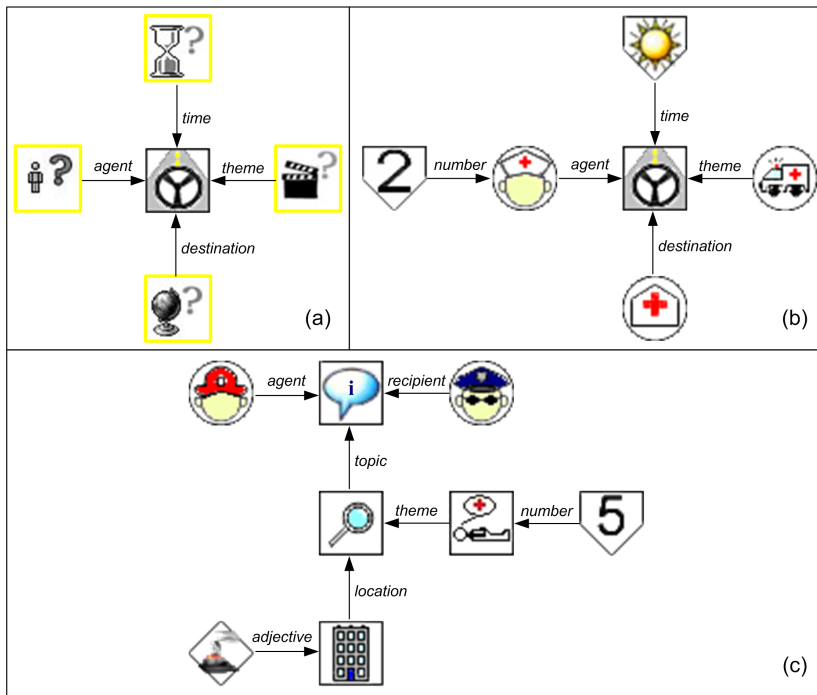 ?
time
?
agent
theme
?
destination
?
(a)
time
2
number
agent
theme
destination
(b)
agent
i
recipient
topic
theme
number
5
location
adjective
(c)